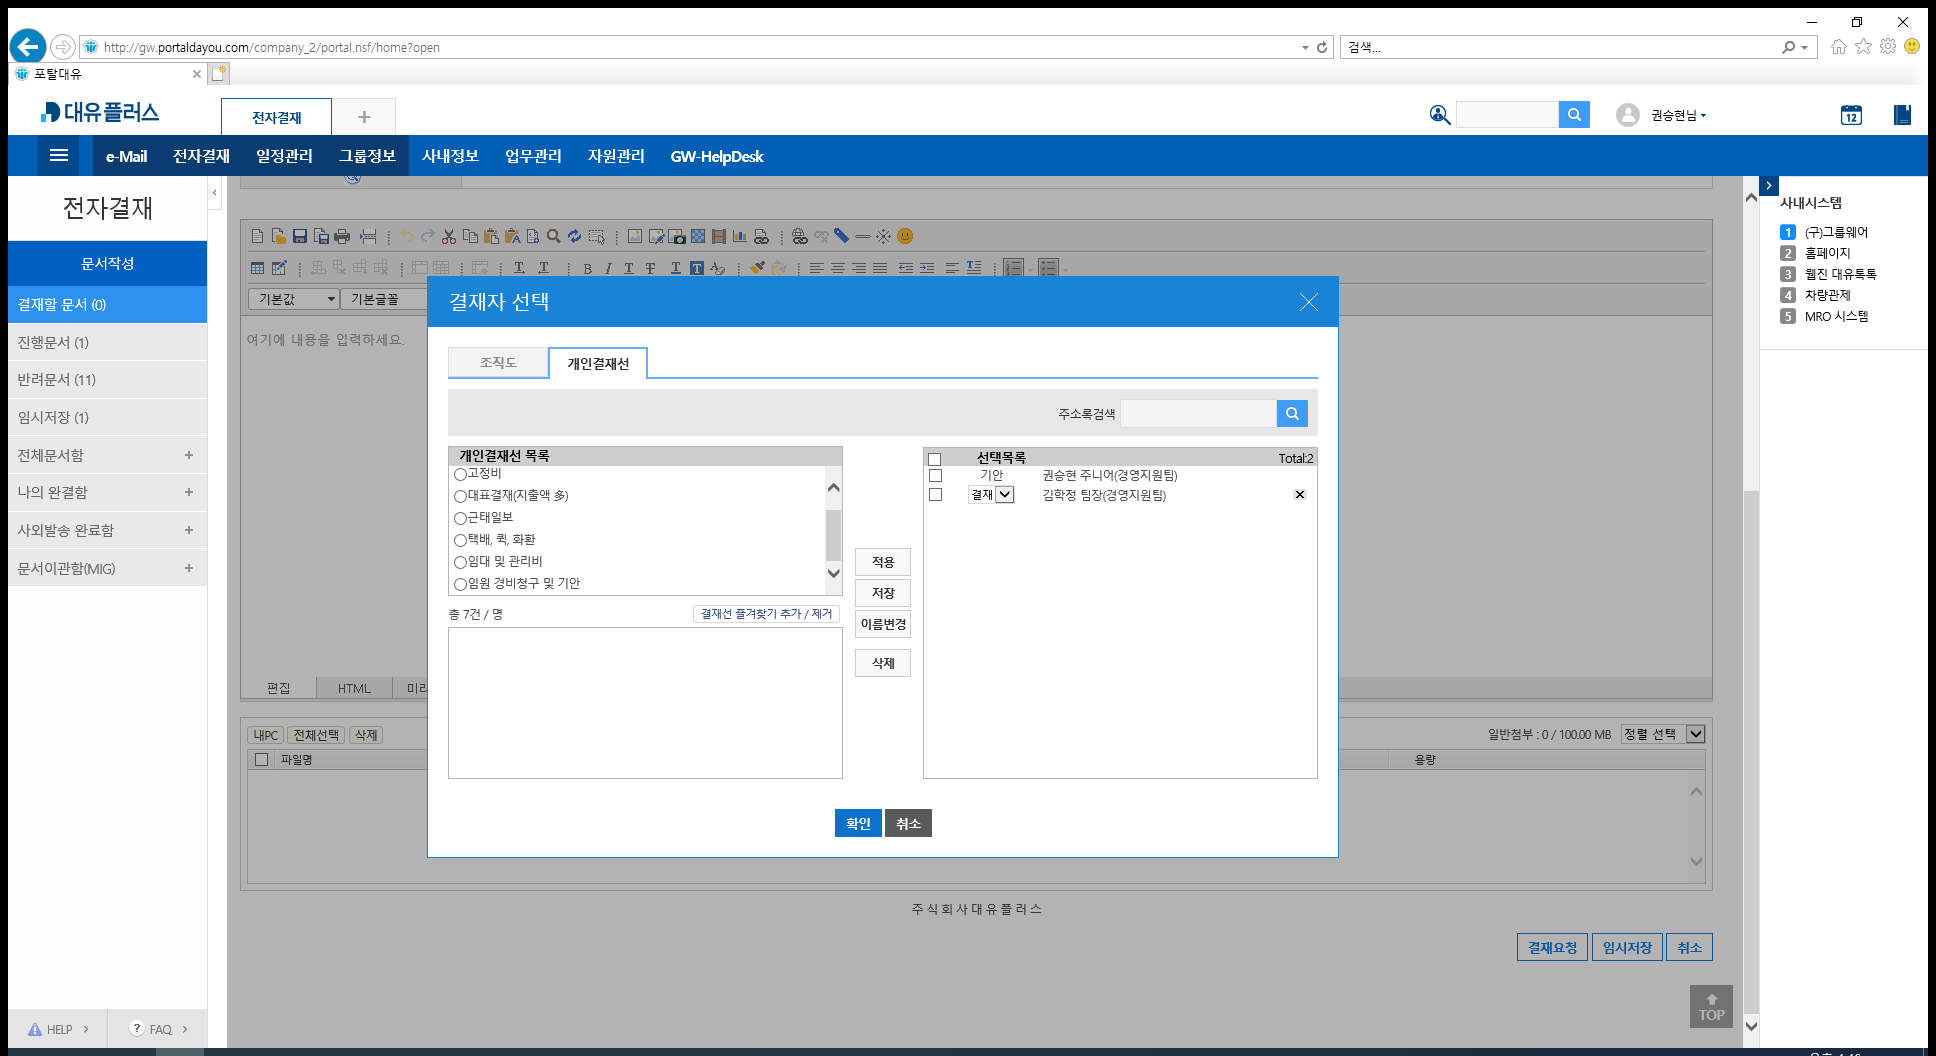 http://gw.portaldayou.com/company_2/portal.nsf/home?open
검색...
포탈대유
대유플러스
전자결재
+
권승현님
12
e-Mail 전자결재 일정관리 그룹정보 사내정보 업무관리 자원관리 GW-HelpDesk
전자결재
문서작성
결재할 문서 (0)
진행문서 (1)
반려문서 (11)
임시저장 (1)
전체문서함 +
나의 완결함 +
사외발송 완료함 +
문서이관함(MIG) +
HELP
? FAQ
기본값
기본글꼴
여기에 내용을 입력하세요.
편집 HTML 미리
결재자 선택
조직도
개인결재선
주소록검색
개인결재선 목록
고정비
대표결재(지출액 多)
근태일보
택배, 퀵, 화환
임대 및 관리비
임원 경비청구 및 기안
총 7건 / 명
결재선 즐겨찾기 추가 / 제거
적용
저장
이름변경
삭제
선택목록 Total:2
기안 권승현 주니어(경영지원팀)
결재 김학정 팀장(경영지원팀)
확인 취소
내PC 전체선택 삭제
일반첨부 : 0 / 100.00 MB 정렬 선택
파일명 용량
주식회사대유플러스
결재요청 임시저장 취소
TOP
사내시스템
1 (구)그룹웨어
2 홈페이지
3 웹진 대유톡톡
4 차량관제
5 MRO 시스템